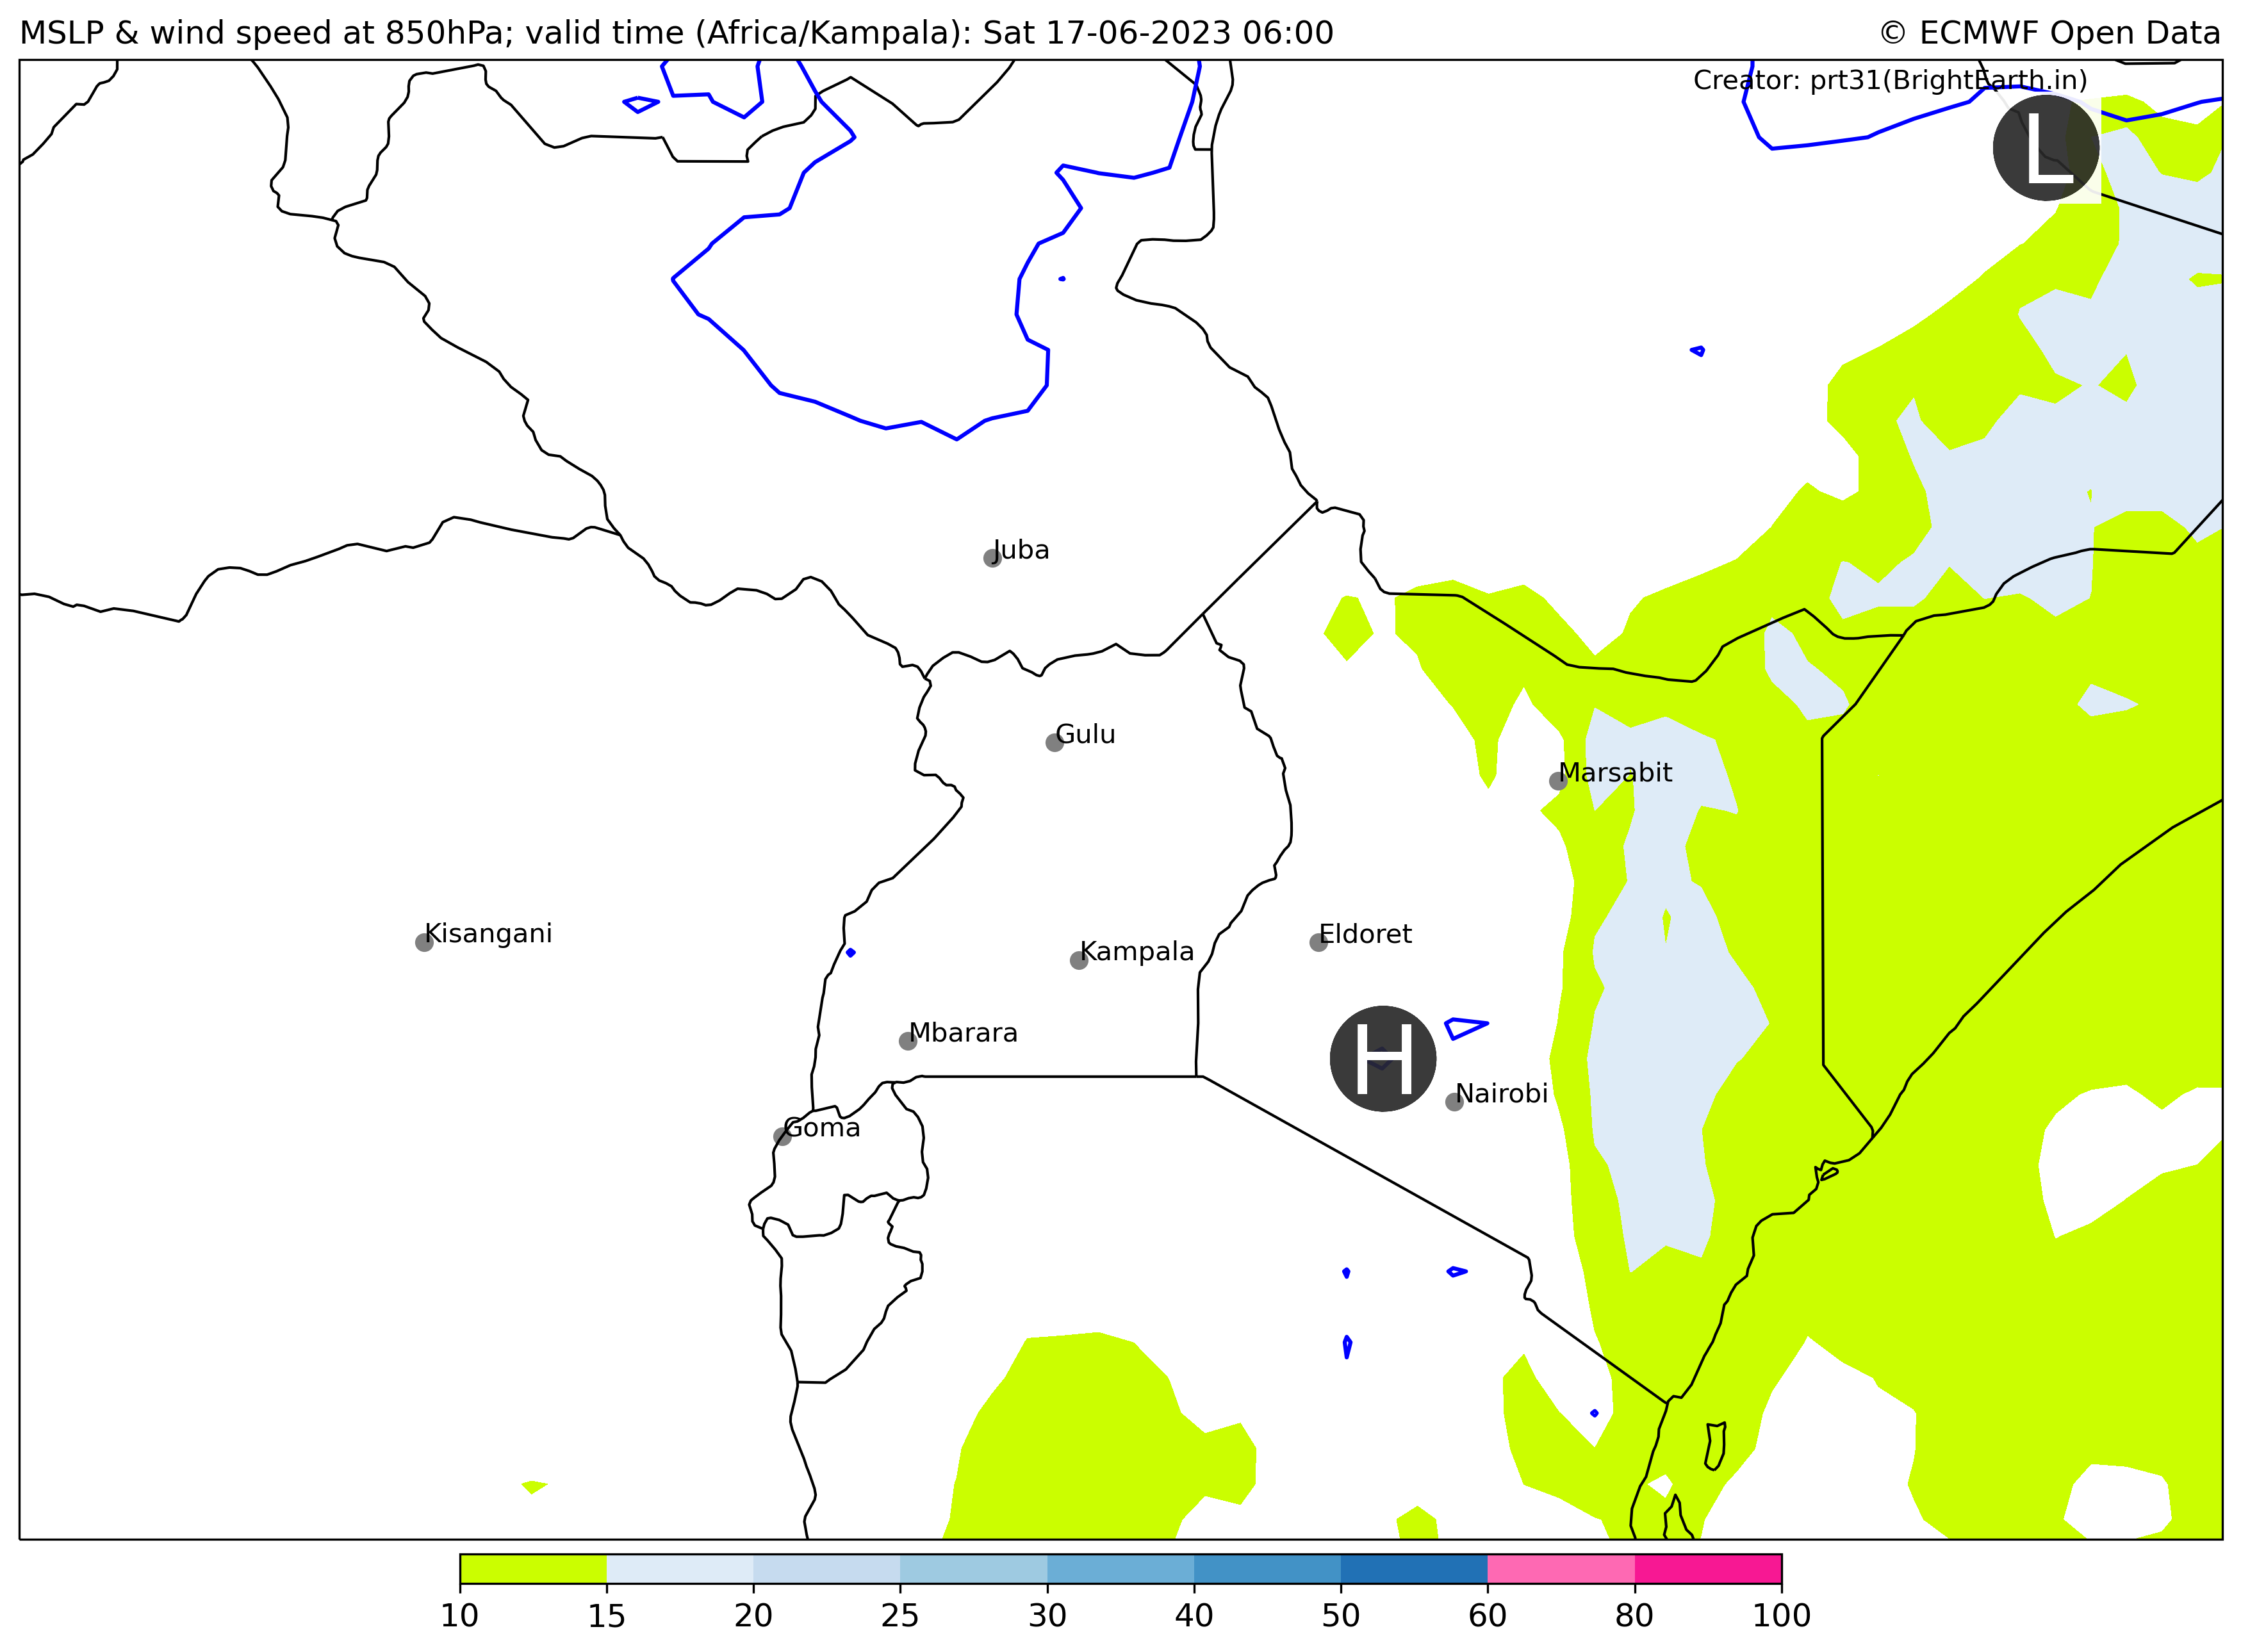 MSLP & wind speed at 850hPa; valid time (Africa/Kampala): Sat 17-06-2023 06:00
© ECMWF Open Data
Creator: prt31(BrightEarth.in)
L
Juba
Gulu
Marsabit
Kisangani
Eldoret
Kampala
Mbarara
H
Nairobi
Goma
10 15 20 25 30 40 50 60 80 100